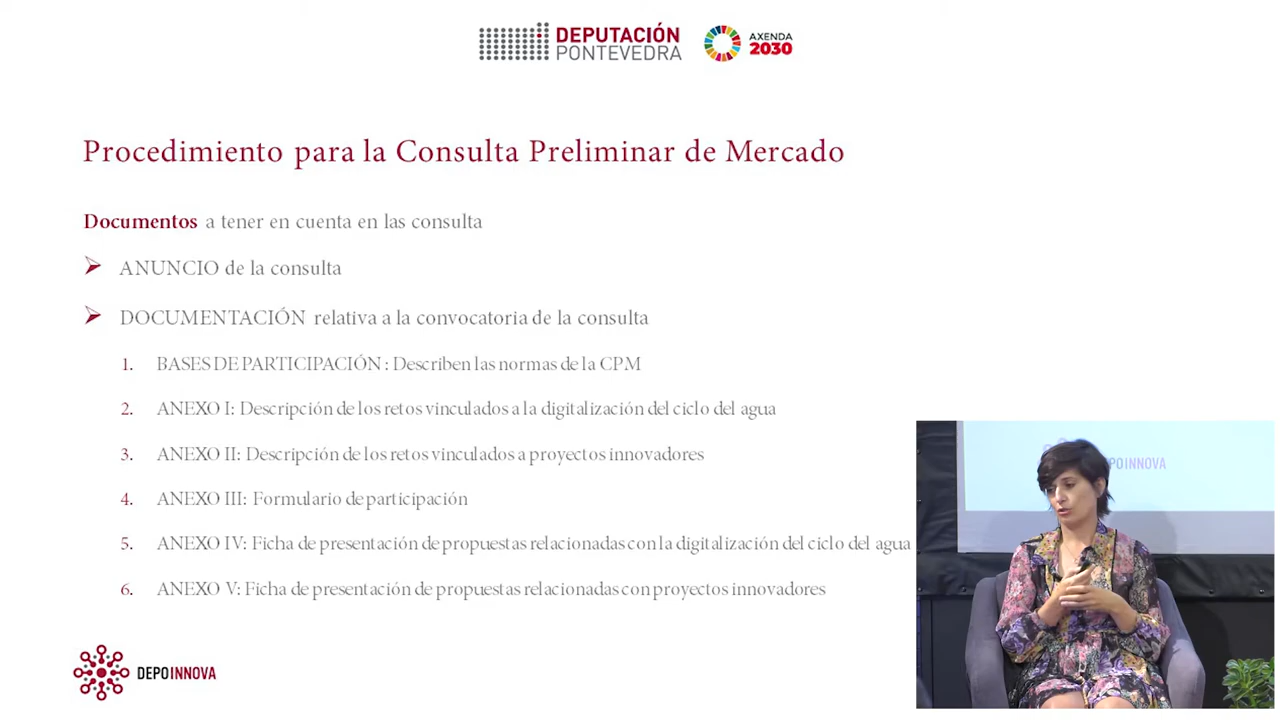 DEPUTACIÓN
PONTEVEDRA
AXENDA
2030
Procedimiento para la Consulta Preliminar de Mercado
Documentos a tener en cuenta en las consulta
ANUNCIO de la consulta
DOCUMENTACIÓN relativa a la convocatoria de la consulta
1. BASES DE PARTICIPACIÓN : Describen las normas de la CPM
2. ANEXO I: Descripción de los retos vinculados a la digitalización del ciclo del agua
3. ANEXO II: Descripción de los retos vinculados a proyectos innovadores
4. ANEXO III: Formulario de participación
5. ANEXO IV: Ficha de presentación de propuestas relacionadas con la digitalización del ciclo del agua
6. ANEXO V: Ficha de presentación de propuestas relacionadas con proyectos innovadores
DEPOINNOVA
POINNOVA